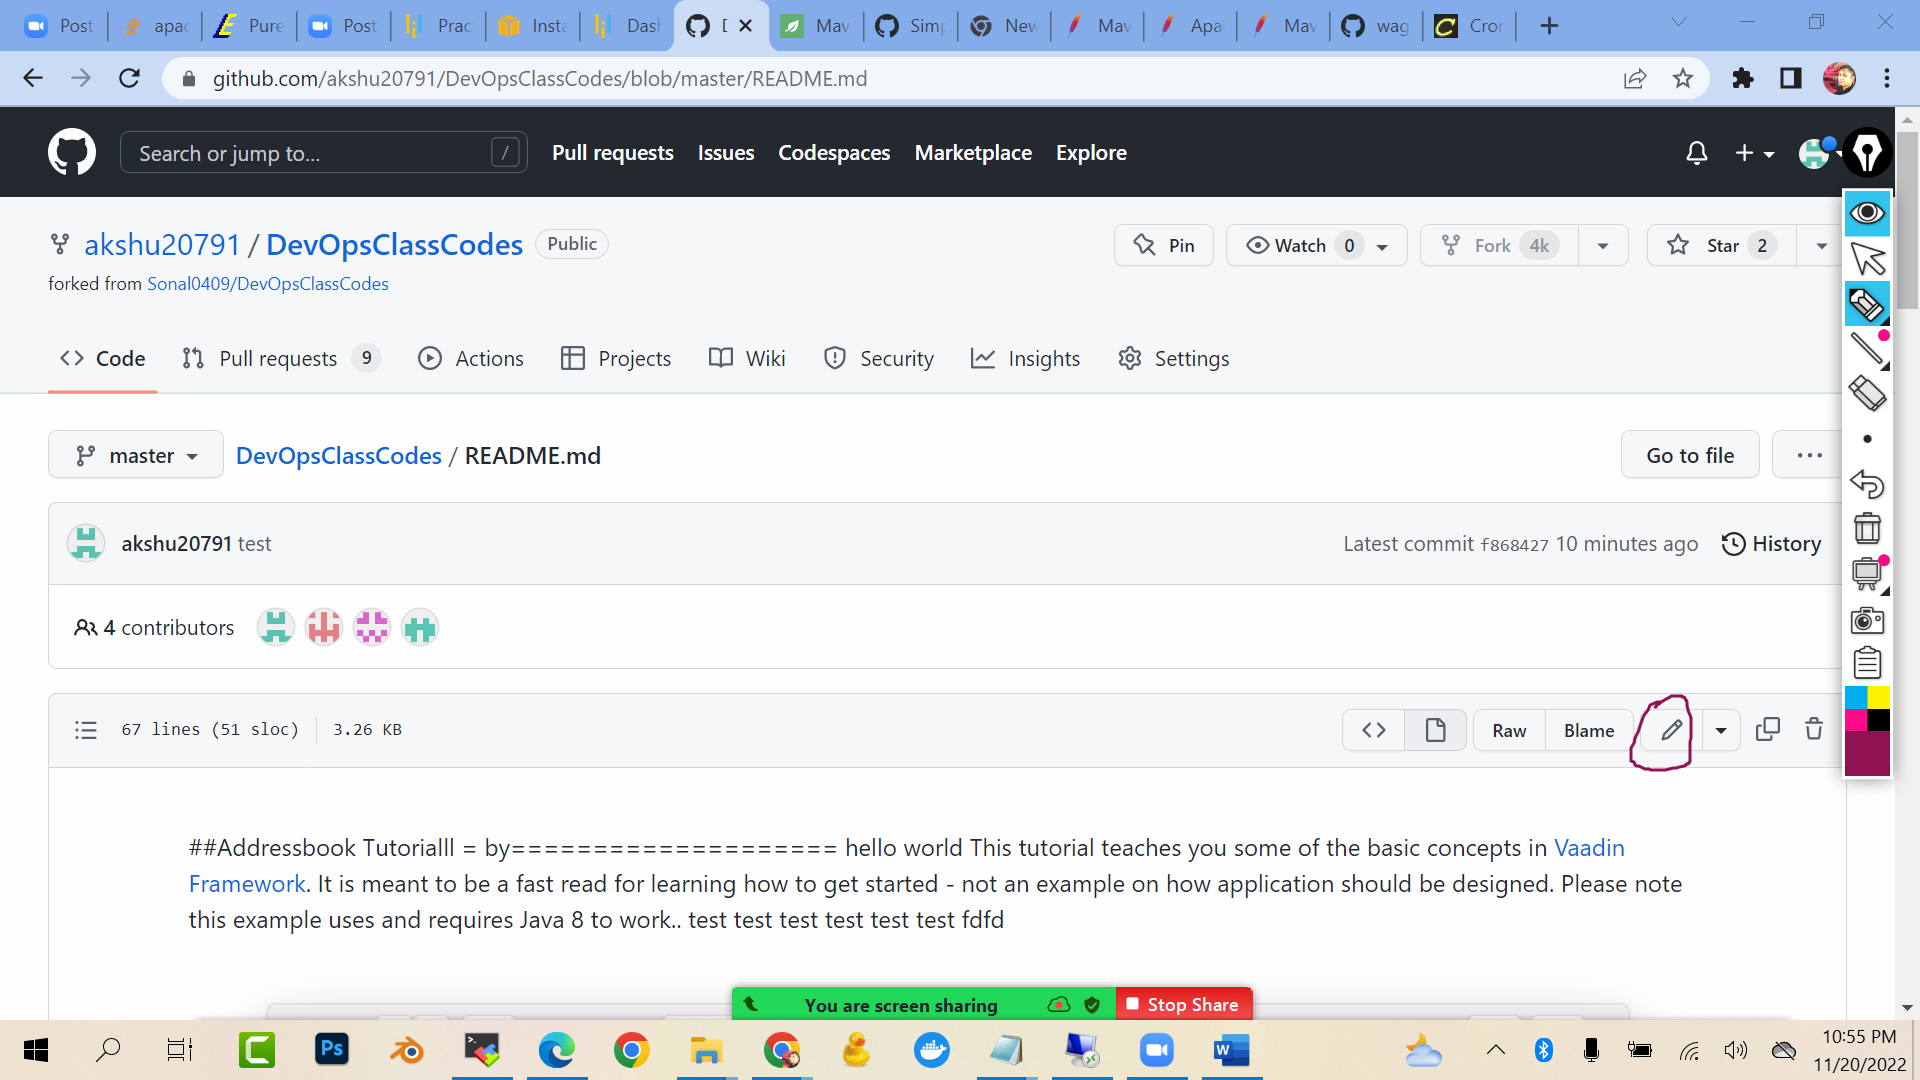 Post
apac
Pure
Post
Prac
Insta
Dash
Mav
Simp
New
Mav
Apa
Mav
wag
Cror
github.com/akshu20791/DevOpsClassCodes/blob/master/README.md
Search or jump to... /
Pull requests Issues Codespaces Marketplace Explore
akshu20791 / DevOpsClassCodes Public
Pin Watch 0 Fork 4k Star 2
forked from Sonal0409/DevOpsClassCodes
Code Pull requests 9 Actions Projects Wiki Security Insights Settings
master DevOpsClassCodes / README.md Go to file ...
akshu20791 test Latest commit f868427 10 minutes ago History
4 contributors
67 lines (51 sloc) 3.26 KB <> Raw Blame
##Addressbook Tutorialll = by==================== hello world This tutorial teaches you some of the basic concepts in Vaadin
Framework. It is meant to be a fast read for learning how to get started - not an example on how application should be designed. Please note
this example uses and requires Java 8 to work.. test test test test test test fdfd
You are screen sharing Stop Share
Ps
W
10:55 PM
11/20/2022